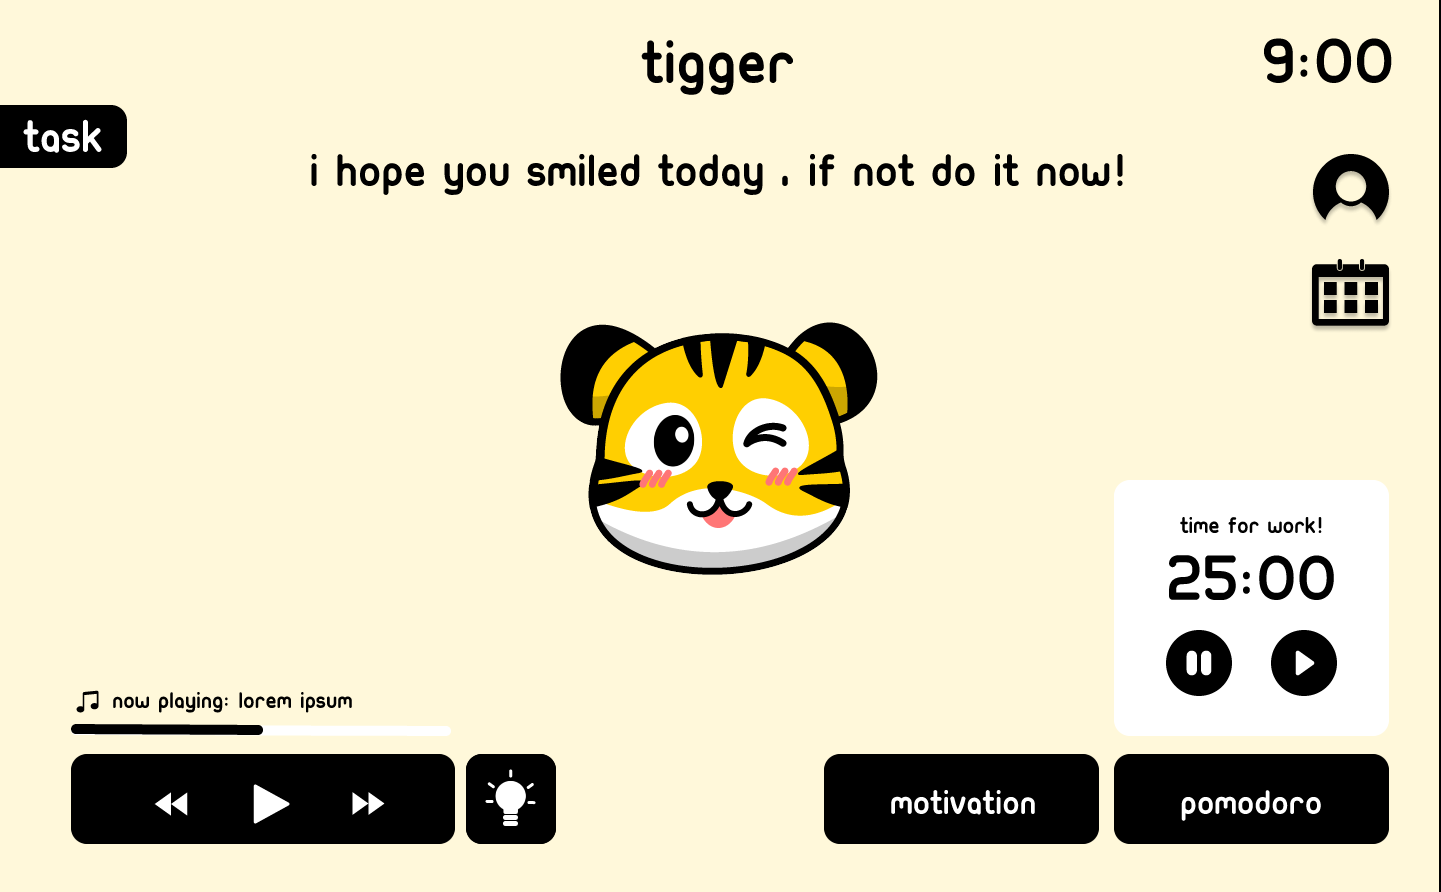 tigger
9:00
task
i hope you smiled today , if not do it now!
time for work!
25:00
now playing: lorem ipsum
motivation
pomodoro